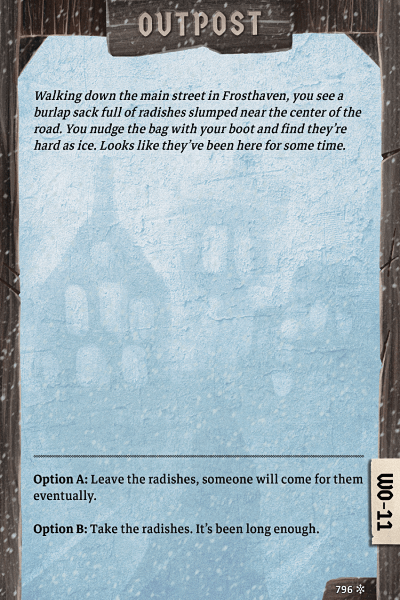 OUTPOST
Walking down the main street in Frosthaven, you see a
burlap sack full of radishes slumped near the center of the
road. You nudge the bag with your boot and find they're
hard as ice. Looks like they've been here for some time.
Option A: Leave the radishes, someone will come for them
eventually.
Option B: Take the radishes. It's been long enough.
WO-11
796